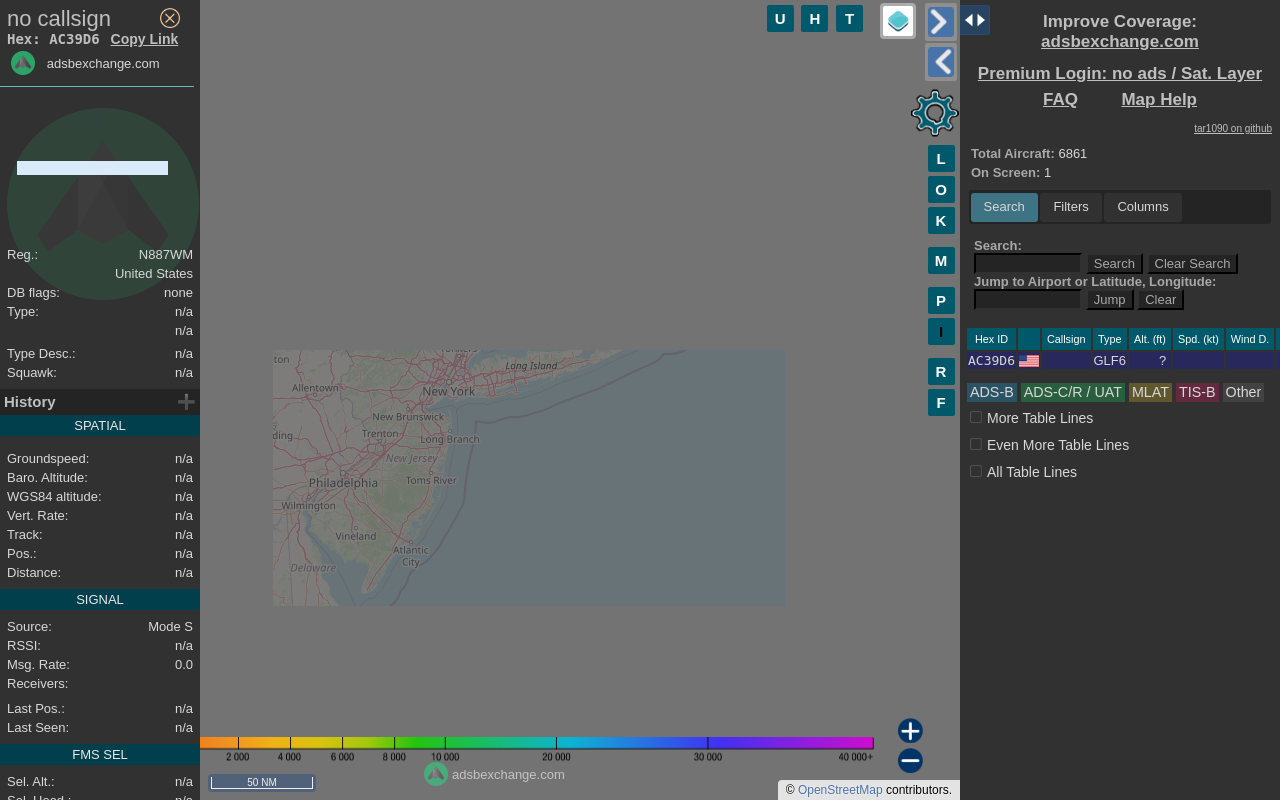 no callsign
Hex: AC39D6 Copy Link
adsbexchange.com
Reg.: N887WM
United States
DB flags: none
Type: n/a
n/a
Type Desc.: n/a
Squawk: n/a
History
SPATIAL
Groundspeed: n/a
Baro. Altitude: n/a
WGS84 altitude: n/a
Vert. Rate: n/a
Track: n/a
Pos.: n/a
Distance: n/a
SIGNAL
Source: Mode S
RSSI: n/a
Msg. Rate: 0.0
Receivers:
Last Pos.: n/a
Last Seen: n/a
FMS SEL
Sel. Alt.: n/a
U H T
L
O
K
M
P
I
R
F
Long Island
Allentown
New York
New Brunswick
Trenton
Long Branch
New Jersey
Philadelphia
Toms River
Wilmington
Vineland
Atlantic
City
Delaware
2 000 4 000 6 000 8 000 10 000 20 000 30 000 40 000+
adsbexchange.com
50 NM
© OpenStreetMap contributors.
Improve Coverage:
adsbexchange.com
Premium Login: no ads / Sat. Layer
FAQ Map Help
tar1090 on github
Total Aircraft: 6861
On Screen: 1
Search Filters Columns
Search:
Search Clear Search
Jump to Airport or Latitude, Longitude:
Jump Clear
Hex ID Callsign Type Alt. (ft) Spd. (kt) Wind D.
AC39D6 GLF6 ?
ADS-B ADS-C/R / UAT MLAT TIS-B Other
More Table Lines
Even More Table Lines
All Table Lines